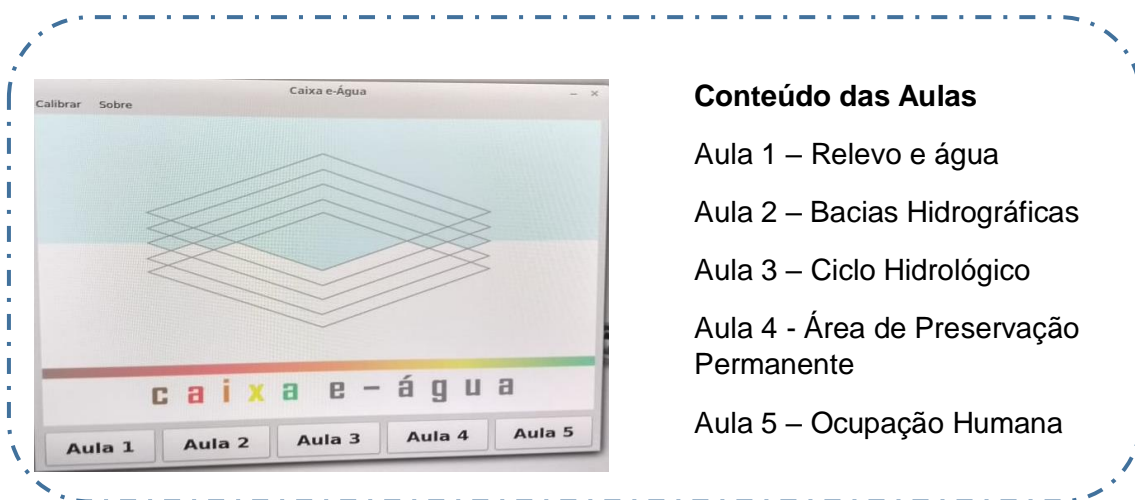 Caixa e-Água
Calibrar Sobre
caixa e-água
Aula 1 Aula 2 Aula 3 Aula 4 Aula 5
Conteúdo das Aulas
Aula 1 – Relevo e água
Aula 2 – Bacias Hidrográficas
Aula 3 – Ciclo Hidrológico
Aula 4 - Área de Preservação
Permanente
Aula 5 – Ocupação Humana